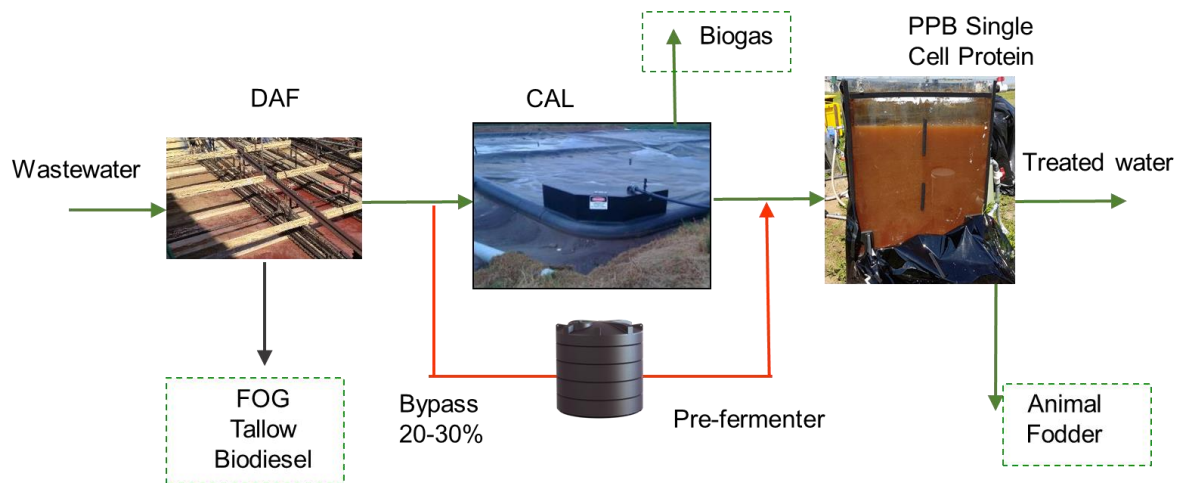 Biogas
PPB Single
Cell Protein
DAF
CAL
Wastewater
Treated water
FOG
Tallow
Biodiesel
Bypass
20-30%
Pre-fermenter
Animal
Fodder